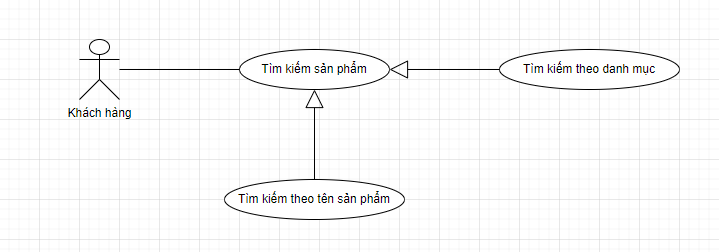 Tìm kiếm sản phẩm
Tìm kiếm theo danh mục
Khách hàng
Tìm kiếm theo tên sản phẩm